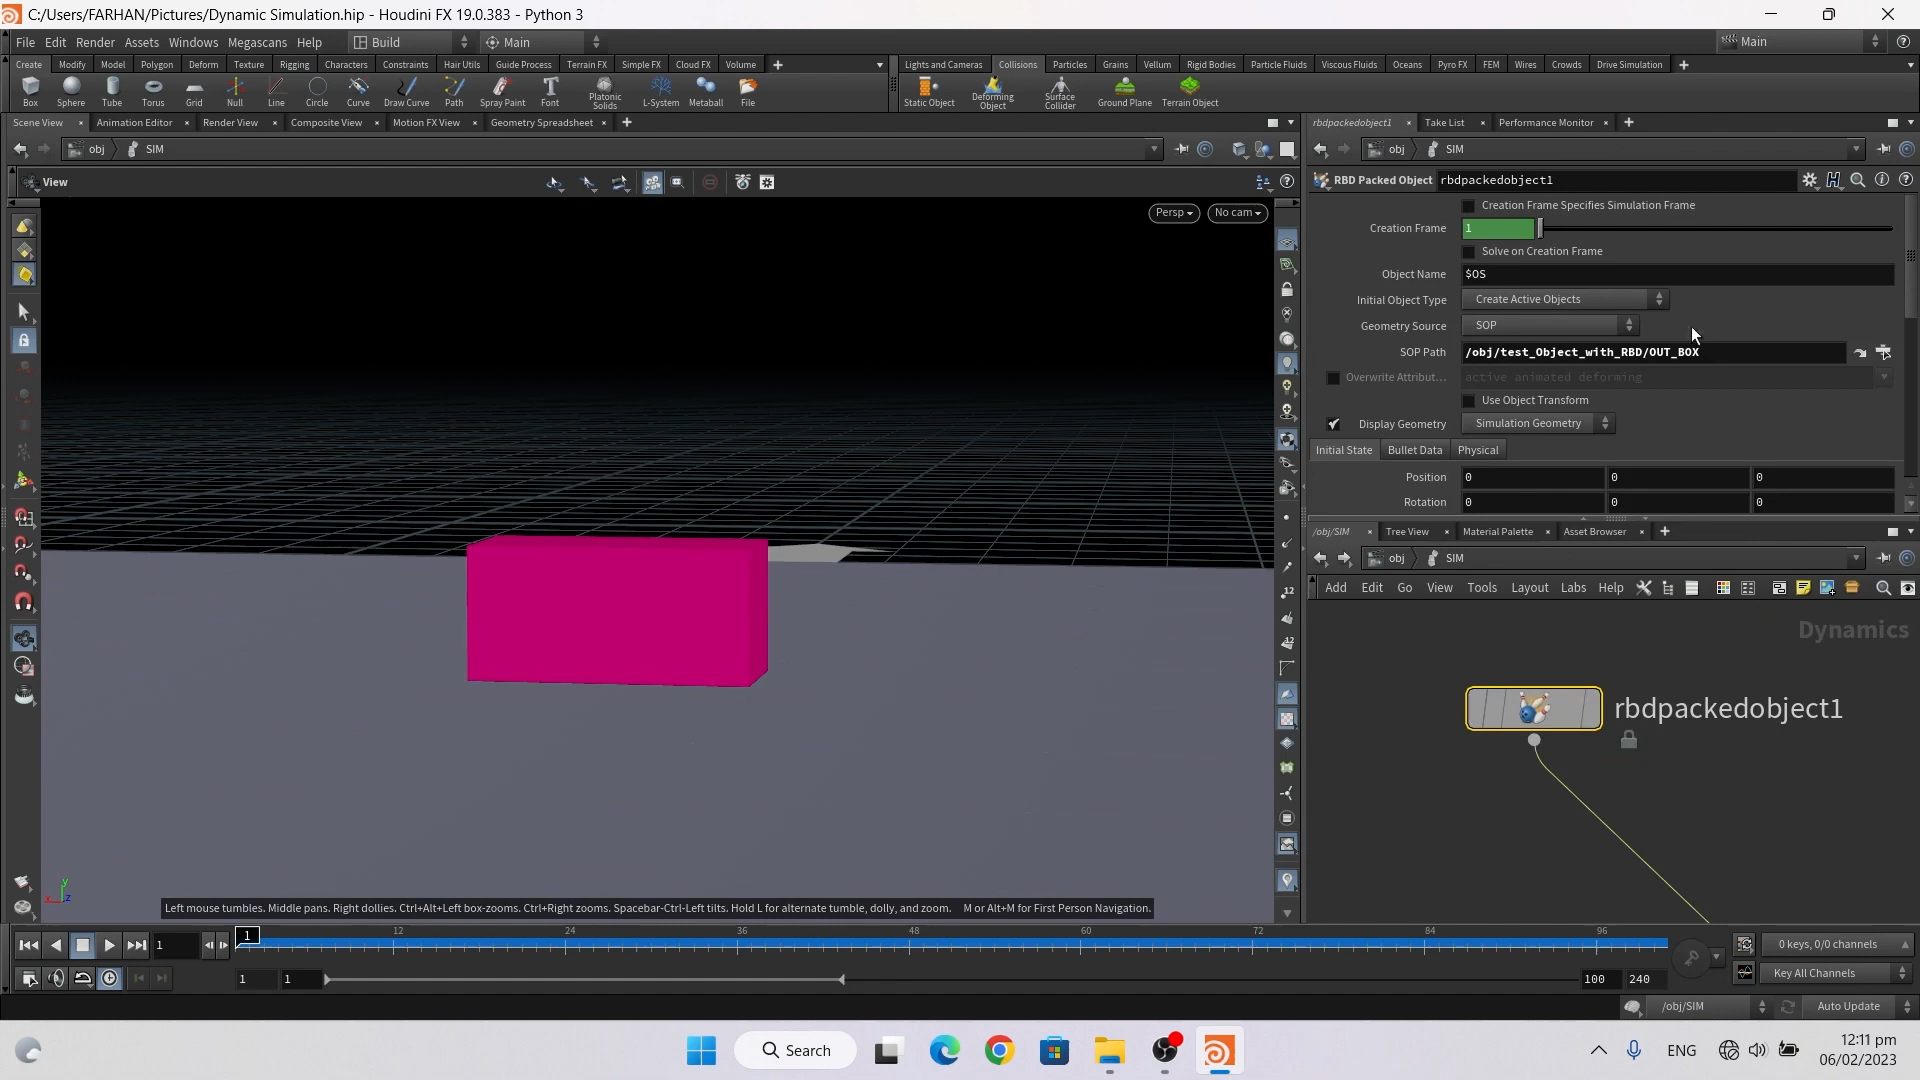 C:/Users/FARHAN/Pictures/Dynamic Simulation.hip - Houdini FX 19.0.383 - Python 3
File Edit Render Assets Windows Megascans Help Build Main Main
Create Modify Model Polygon Deform Texture Rigging Characters Constraints Hair Utils Guide Process Terrain FX Simple FX Cloud FX Volume
Lights and Cameras Collisions Particles Grains Vellum Rigid Bodies Particle Fluids Viscous Fluids Oceans Pyro FX FEM Wires Crowds Drive Simulation
Box Sphere Tube Torus Grid Null Line Circle Curve Draw Curve Path Spray Paint Font Platonic Solids L-System Metaball File
Static Object Deforming Object Surface Collider Ground Plane Terrain Object
Scene View Animation Editor Render View Composite View Motion FX View Geometry Spreadsheet
rbdpackedobject1 Take List Performance Monitor
obj SIM
obj SIM
View
Persp No cam
RBD Packed Object rbdpackedobject1
Creation Frame Specifies Simulation Frame
Creation Frame 1
Solve on Creation Frame
Object Name $OS
Initial Object Type Create Active Objects
Geometry Source SOP
SOP Path /obj/test_Object_with_RBD/OUT_BOX
Overwrite Attribut... active animated deforming
Use Object Transform
Display Geometry Simulation Geometry
Initial State Bullet Data Physical
Position 0 0 0
Rotation 0 0 0
/obj/SIM Tree View Material Palette Asset Browser
obj SIM
Add Edit Go View Tools Layout Labs Help
Dynamics
rbdpackedobject1
12
12
y
x z
Left mouse tumbles. Middle pans. Right dollies. Ctrl+Alt+Left box-zooms. Ctrl+Right zooms. Spacebar-Ctrl-Left tilts. Hold L for alternate tumble, dolly, and zoom. M or Alt+M for First Person Navigation.
1 1 12 24 36 48 60 72 84 96
0 keys, 0/0 channels
1 1 100 240 Key All Channels
/obj/SIM Auto Update
Search
ENG
12:11 pm
06/02/2023